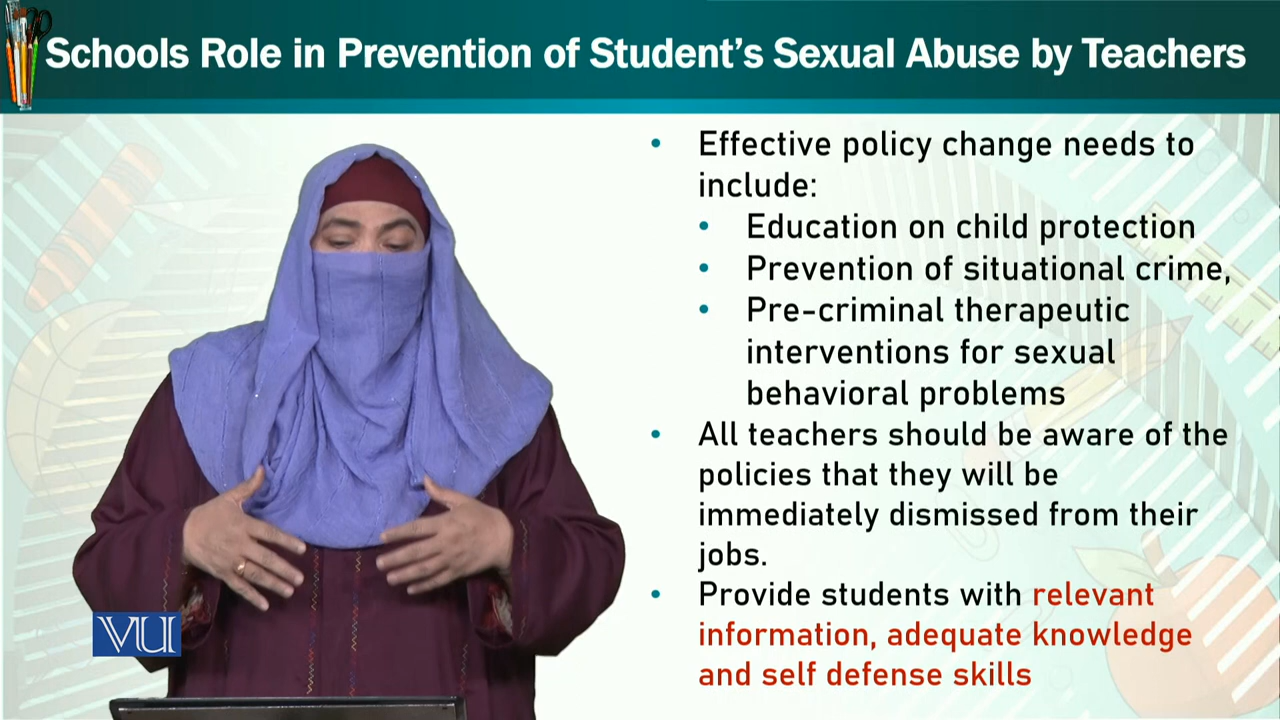 Schools Role in Prevention of Student's Sexual Abuse by Teachers
• Effective policy change needs to
include:
• Education on child protection
• Prevention of situational crime,
• Pre-criminal therapeutic
interventions for sexual
behavioral problems
• All teachers should be aware of the
policies that they will be
immediately dismissed from their
jobs.
• Provide students with relevant
information, adequate knowledge
and self defense skills
VU